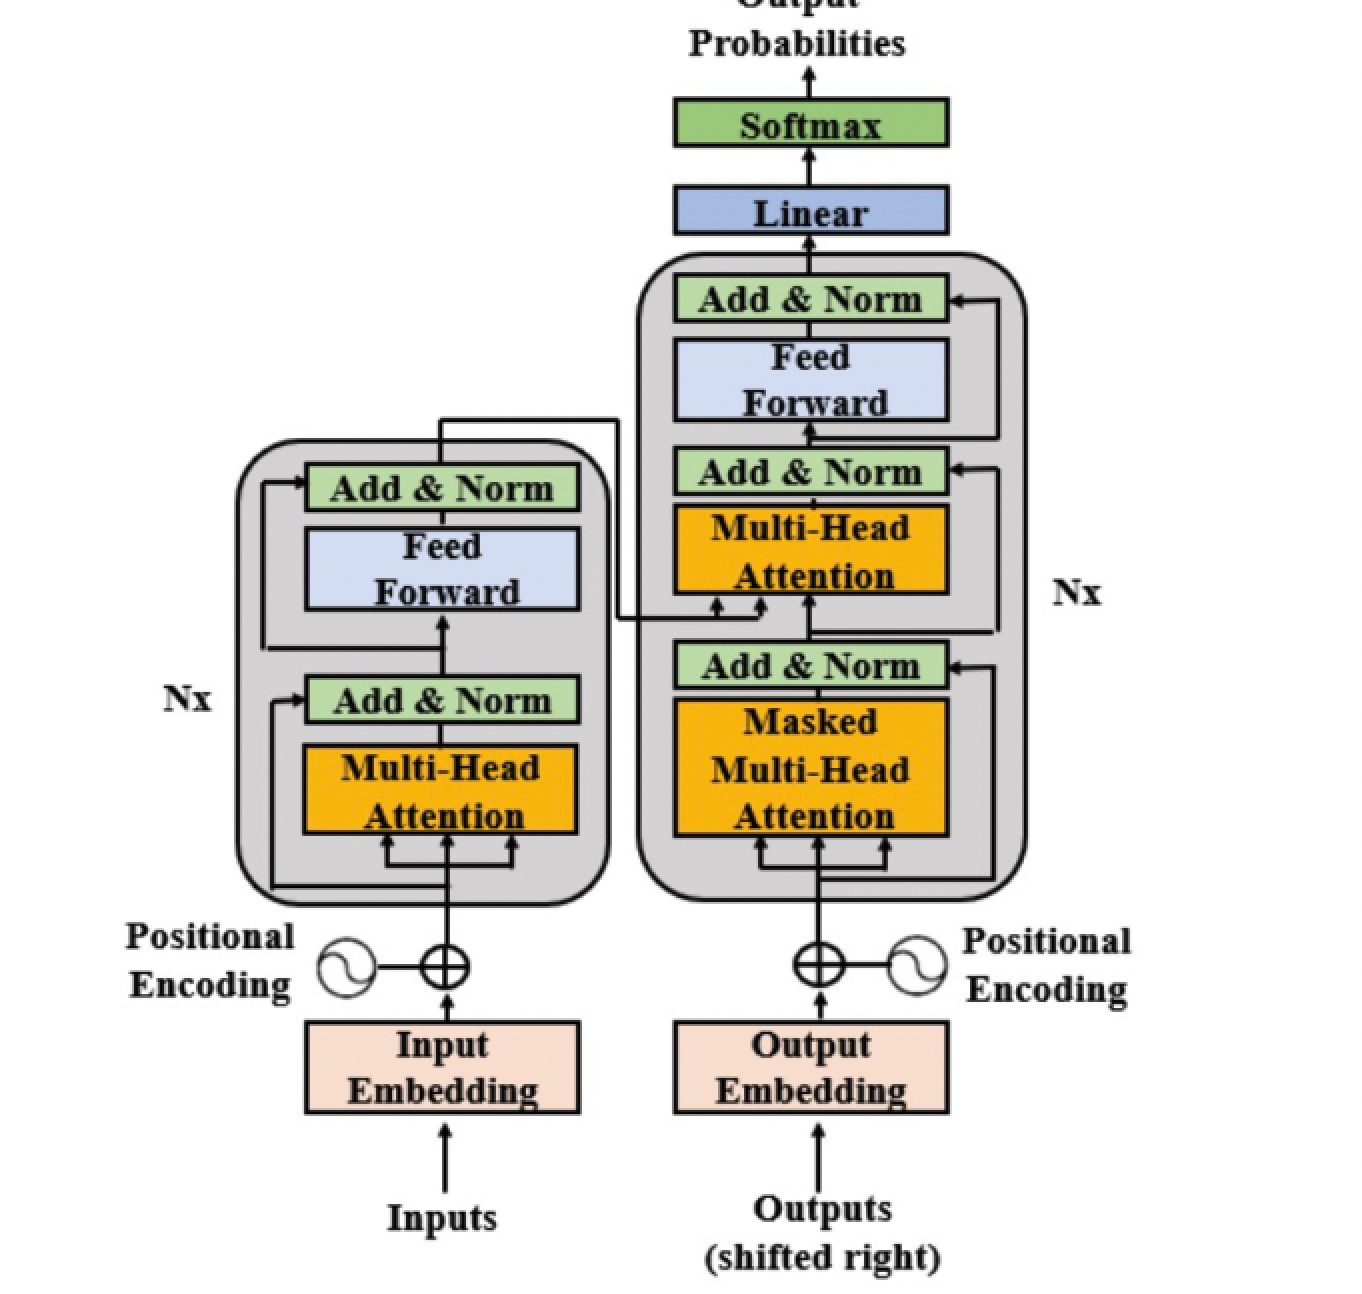 Output
Probabilities
Softmax
Linear
Add & Norm
Feed
Forward
Add & Norm
Multi-Head
Attention
Nx
Add & Norm
Masked
Multi-Head
Attention
Add & Norm
Feed
Forward
Nx
Add & Norm
Multi-Head
Attention
Positional
Encoding
Positional
Encoding
Input
Embedding
Output
Embedding
Inputs
Outputs
(shifted right)